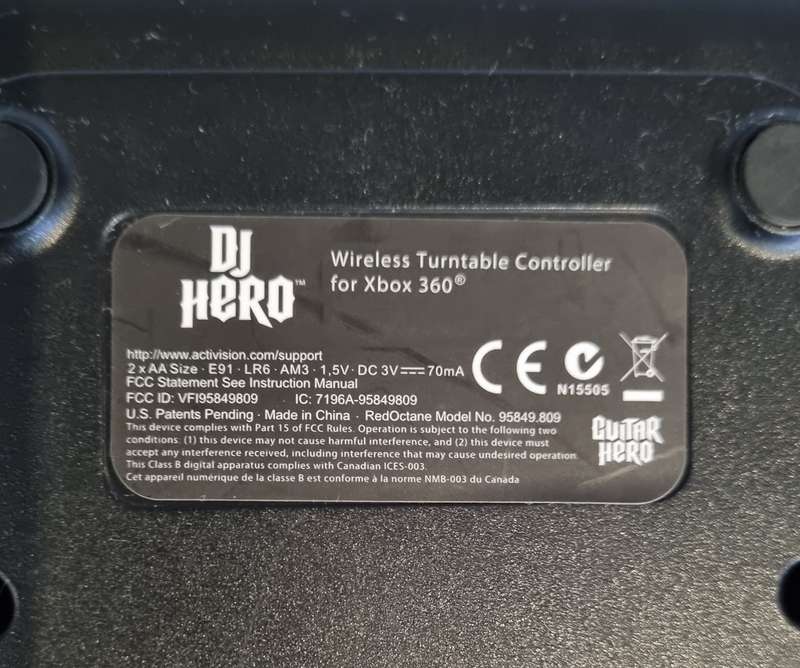 DJ
HERO™
Wireless Turntable Controller
for Xbox 360®
http://www.activision.com/support
2 x AA Size · E91 · LR6 · AM3 · 1,5V · DC 3V⎓70mA
FCC Statement See Instruction Manual
FCC ID: VFI95849809 IC: 7196A-95849809
U.S. Patents Pending · Made in China · RedOctane Model No. 95849.809
This device complies with Part 15 of FCC Rules. Operation is subject to the following two
conditions: (1) this device may not cause harmful interference, and (2) this device must
accept any interference received, including interference that may cause undesired operation.
This Class B digital apparatus complies with Canadian ICES-003.
Cet appareil numérique de la classe B est conforme à la norme NMB-003 du Canada
CE
N15505
GUITAR
HERO